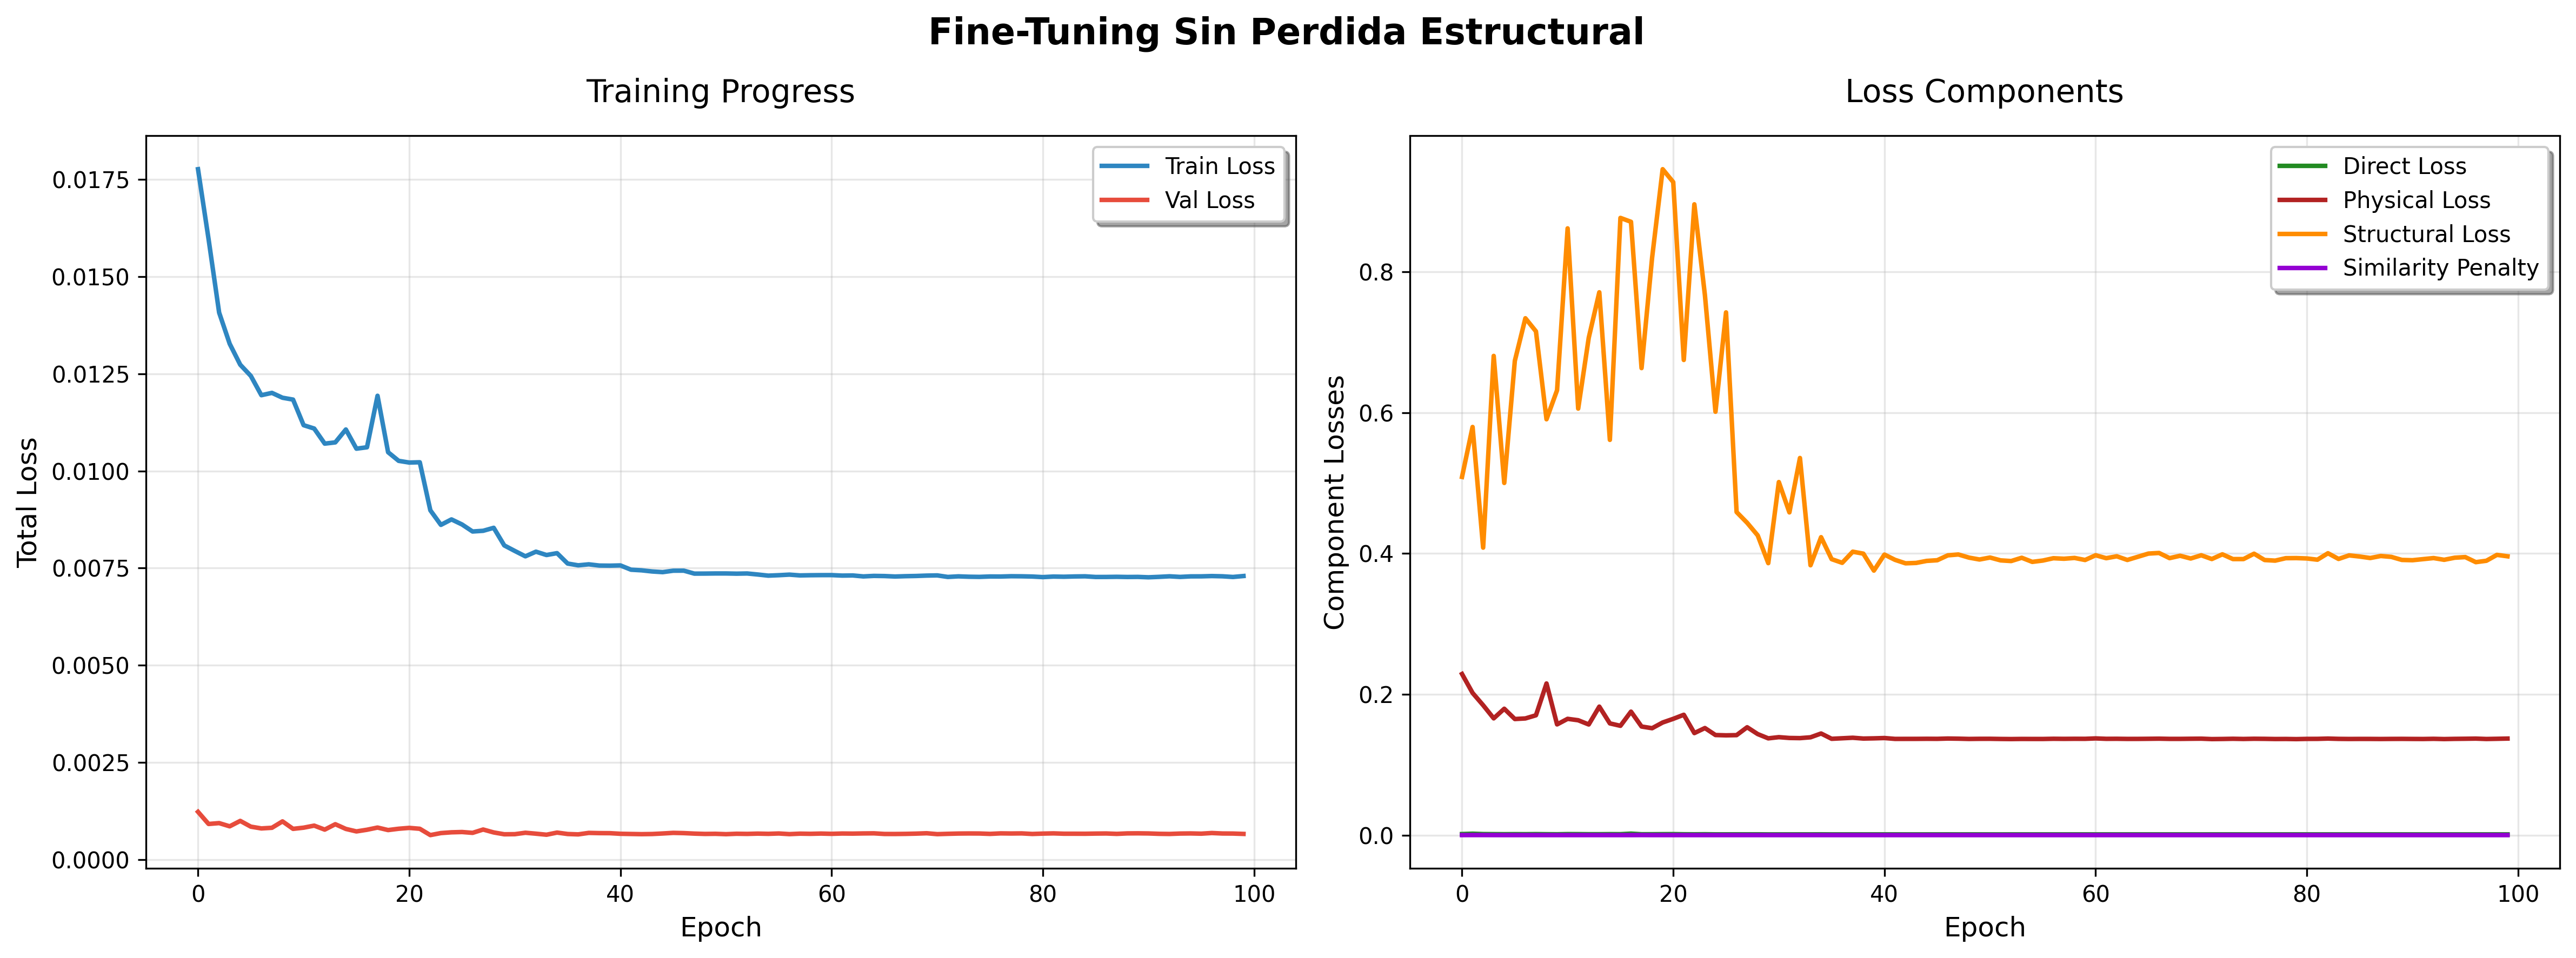 Fine-Tuning Sin Perdida Estructural
Training Progress
Total Loss
0.0175
0.0150
0.0125
0.0100
0.0075
0.0050
0.0025
0.0000
0 20 40 60 80 100
Epoch
Train Loss
Val Loss
Loss Components
Component Losses
0.8
0.6
0.4
0.2
0.0
0 20 40 60 80 100
Epoch
Direct Loss
Physical Loss
Structural Loss
Similarity Penalty